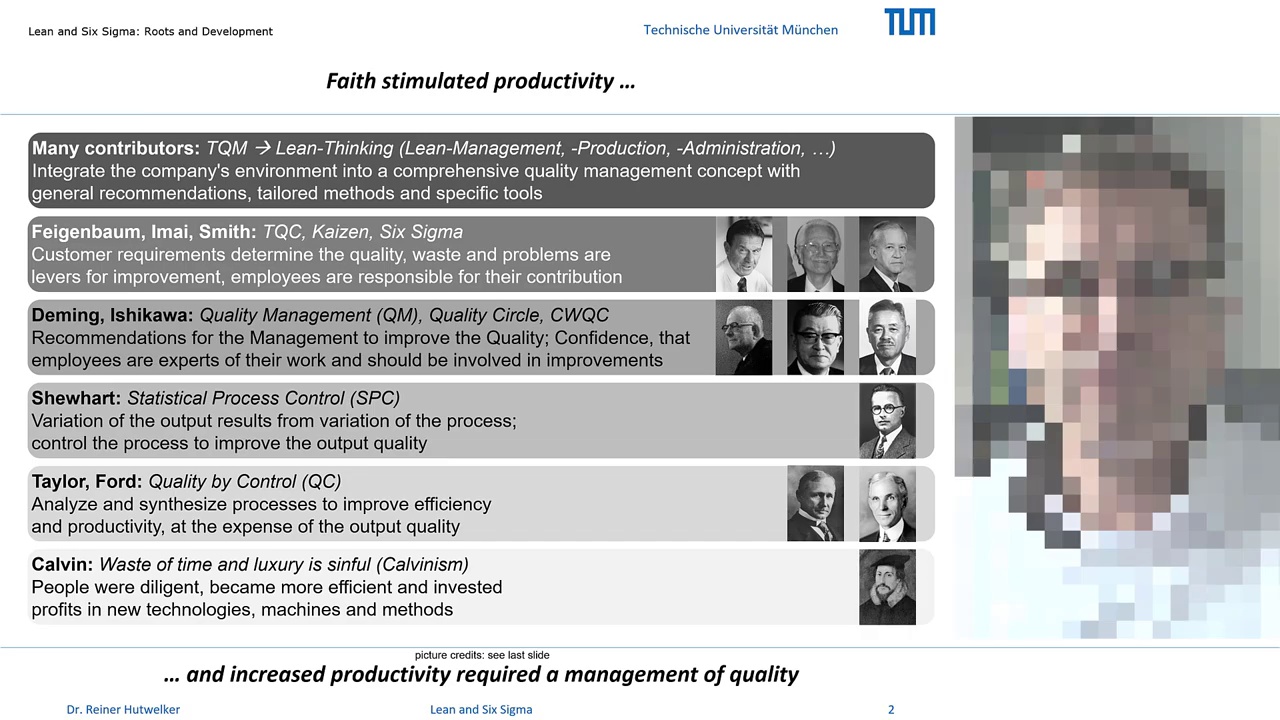 Lean and Six Sigma: Roots and Development
Technische Universität München
TUM
Faith stimulated productivity …
Many contributors: TQM → Lean-Thinking (Lean-Management, -Production, -Administration, …)
Integrate the company's environment into a comprehensive quality management concept with
general recommendations, tailored methods and specific tools
Feigenbaum, Imai, Smith: TQC, Kaizen, Six Sigma
Customer requirements determine the quality, waste and problems are
levers for improvement, employees are responsible for their contribution
Deming, Ishikawa: Quality Management (QM), Quality Circle, CWQC
Recommendations for the Management to improve the Quality; Confidence, that
employees are experts of their work and should be involved in improvements
Shewhart: Statistical Process Control (SPC)
Variation of the output results from variation of the process;
control the process to improve the output quality
Taylor, Ford: Quality by Control (QC)
Analyze and synthesize processes to improve efficiency
and productivity, at the expense of the output quality
Calvin: Waste of time and luxury is sinful (Calvinism)
People were diligent, became more efficient and invested
profits in new technologies, machines and methods
picture credits: see last slide
… and increased productivity required a management of quality
Dr. Reiner Hutwelker
Lean and Six Sigma
2